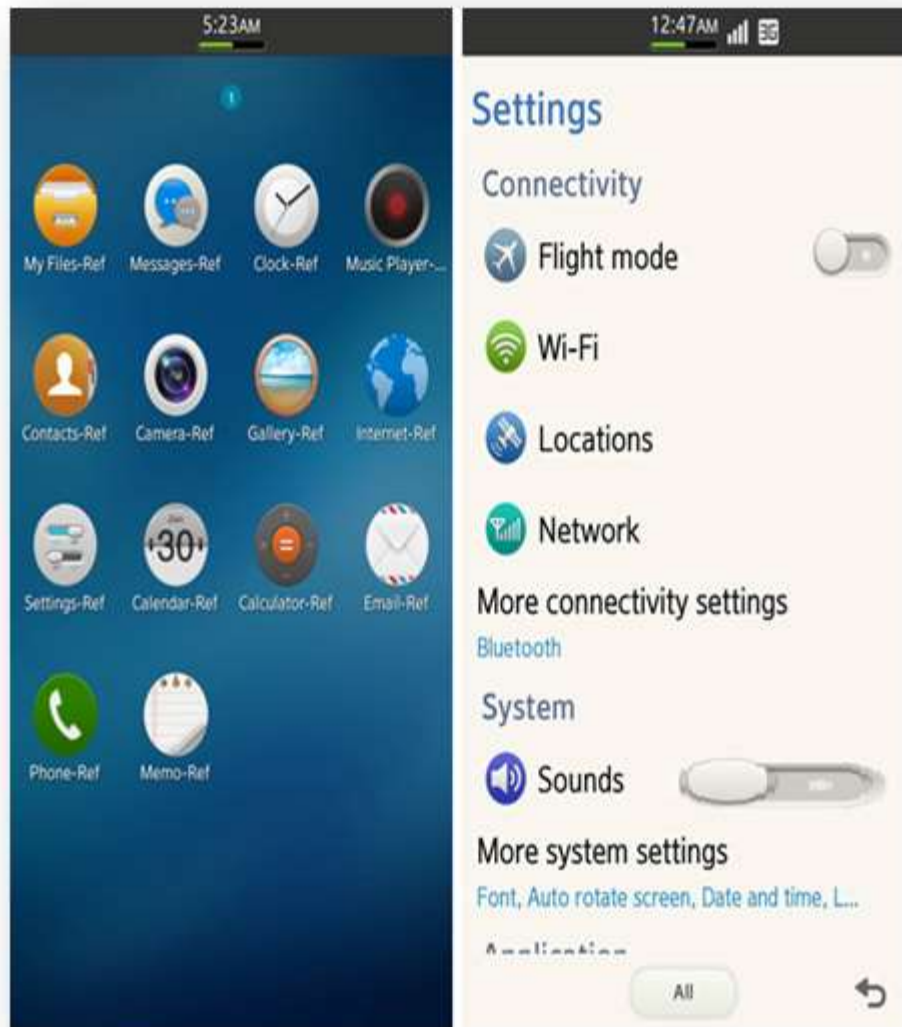 5:23AM
1
My Files-Ref Messages-Ref Clock-Ref Music Player-...
Contacts-Ref Camera-Ref Gallery-Ref Internet-Ref
30
Settings-Ref Calendar-Ref Calculator-Ref Email-Ref
Phone-Ref Memo-Ref
12:47AM 3G
Settings
Connectivity
Flight mode
Wi-Fi
Locations
Network
More connectivity settings
Bluetooth
System
Sounds
More system settings
Font, Auto rotate screen, Date and time, L...
Application
All